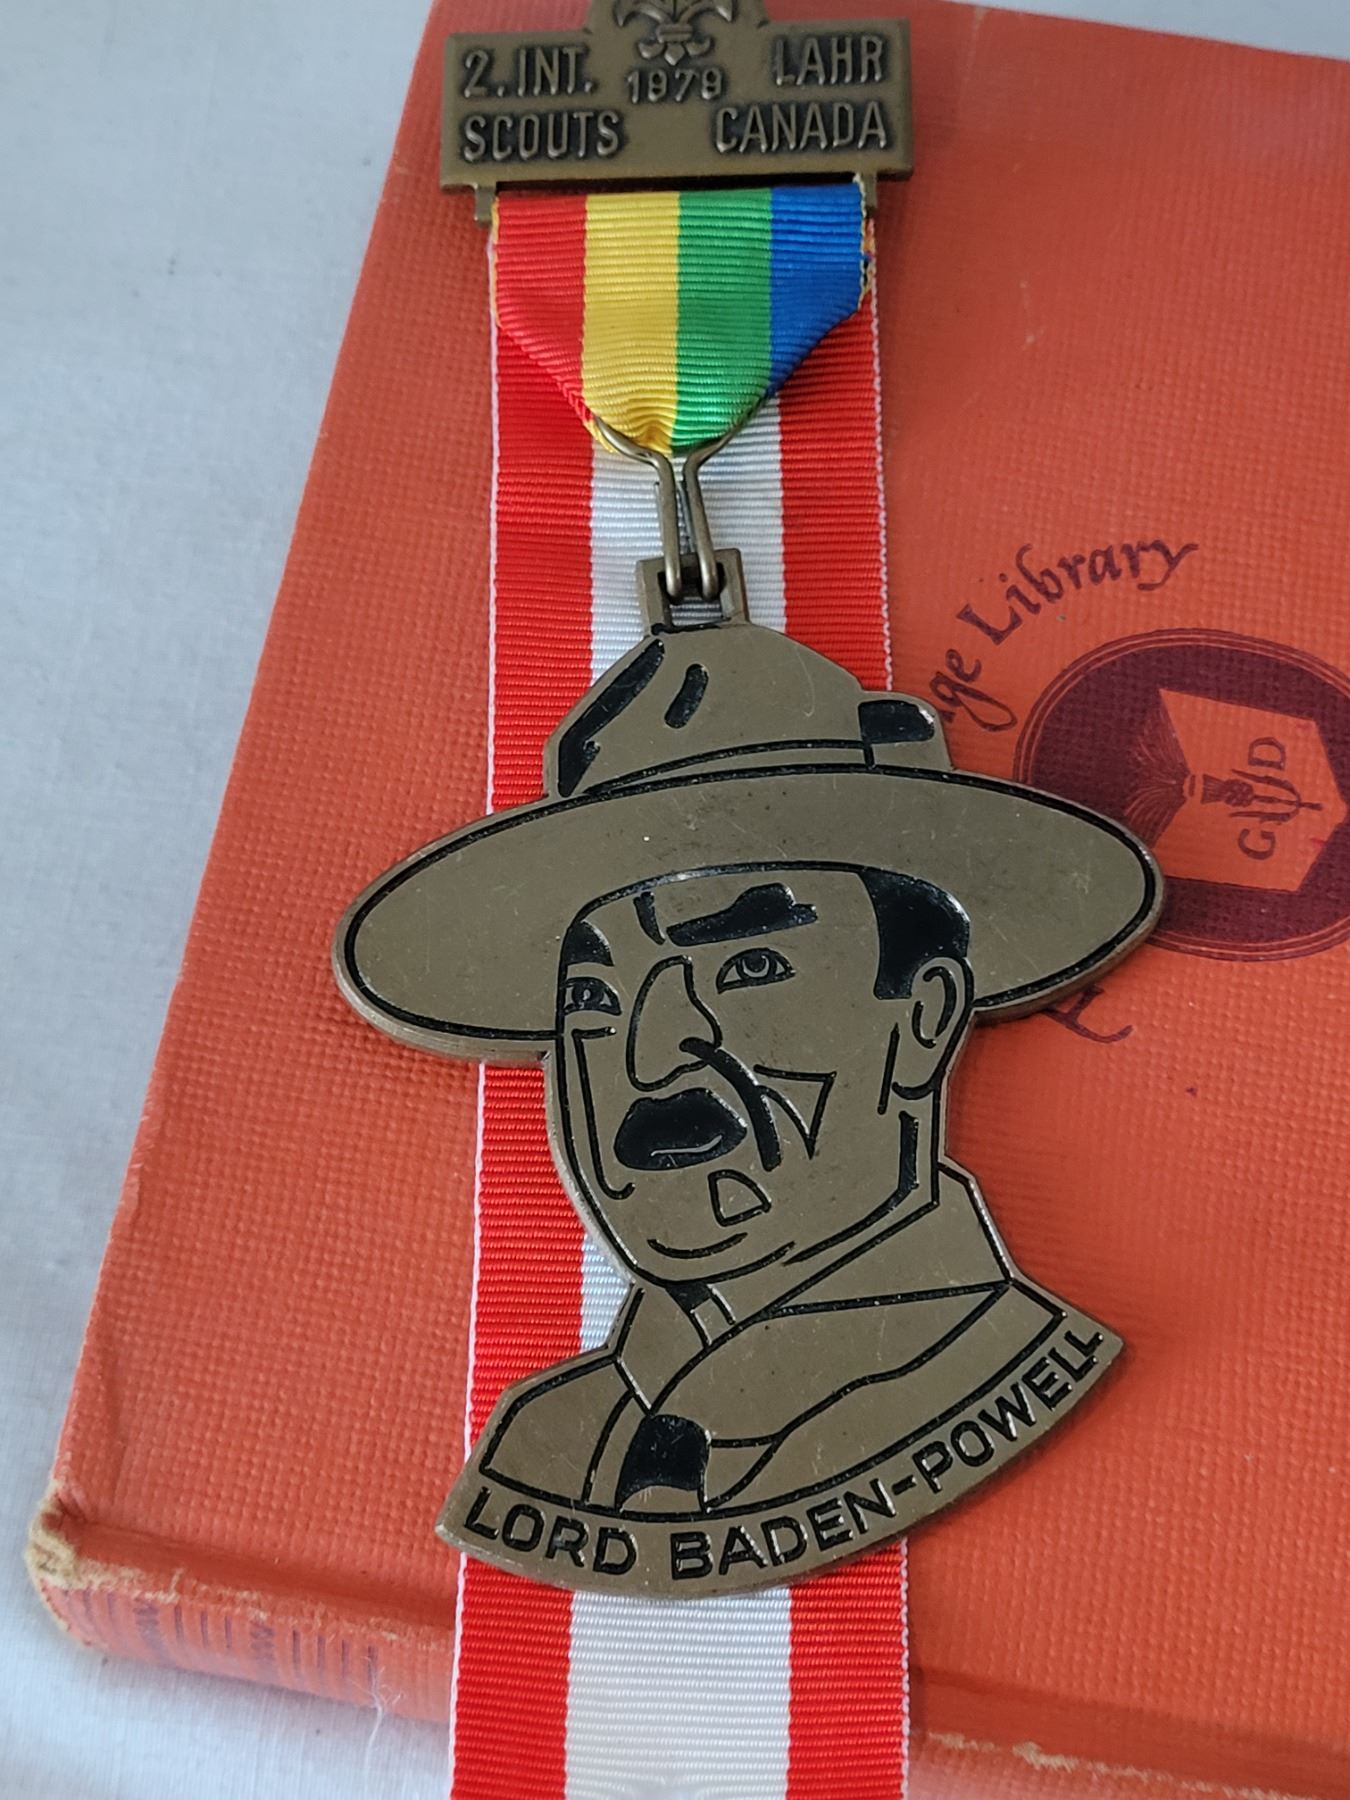 2. INT. 1979 LAHR
SCOUTS CANADA
Library
G W D
LORD BADEN-POWELL